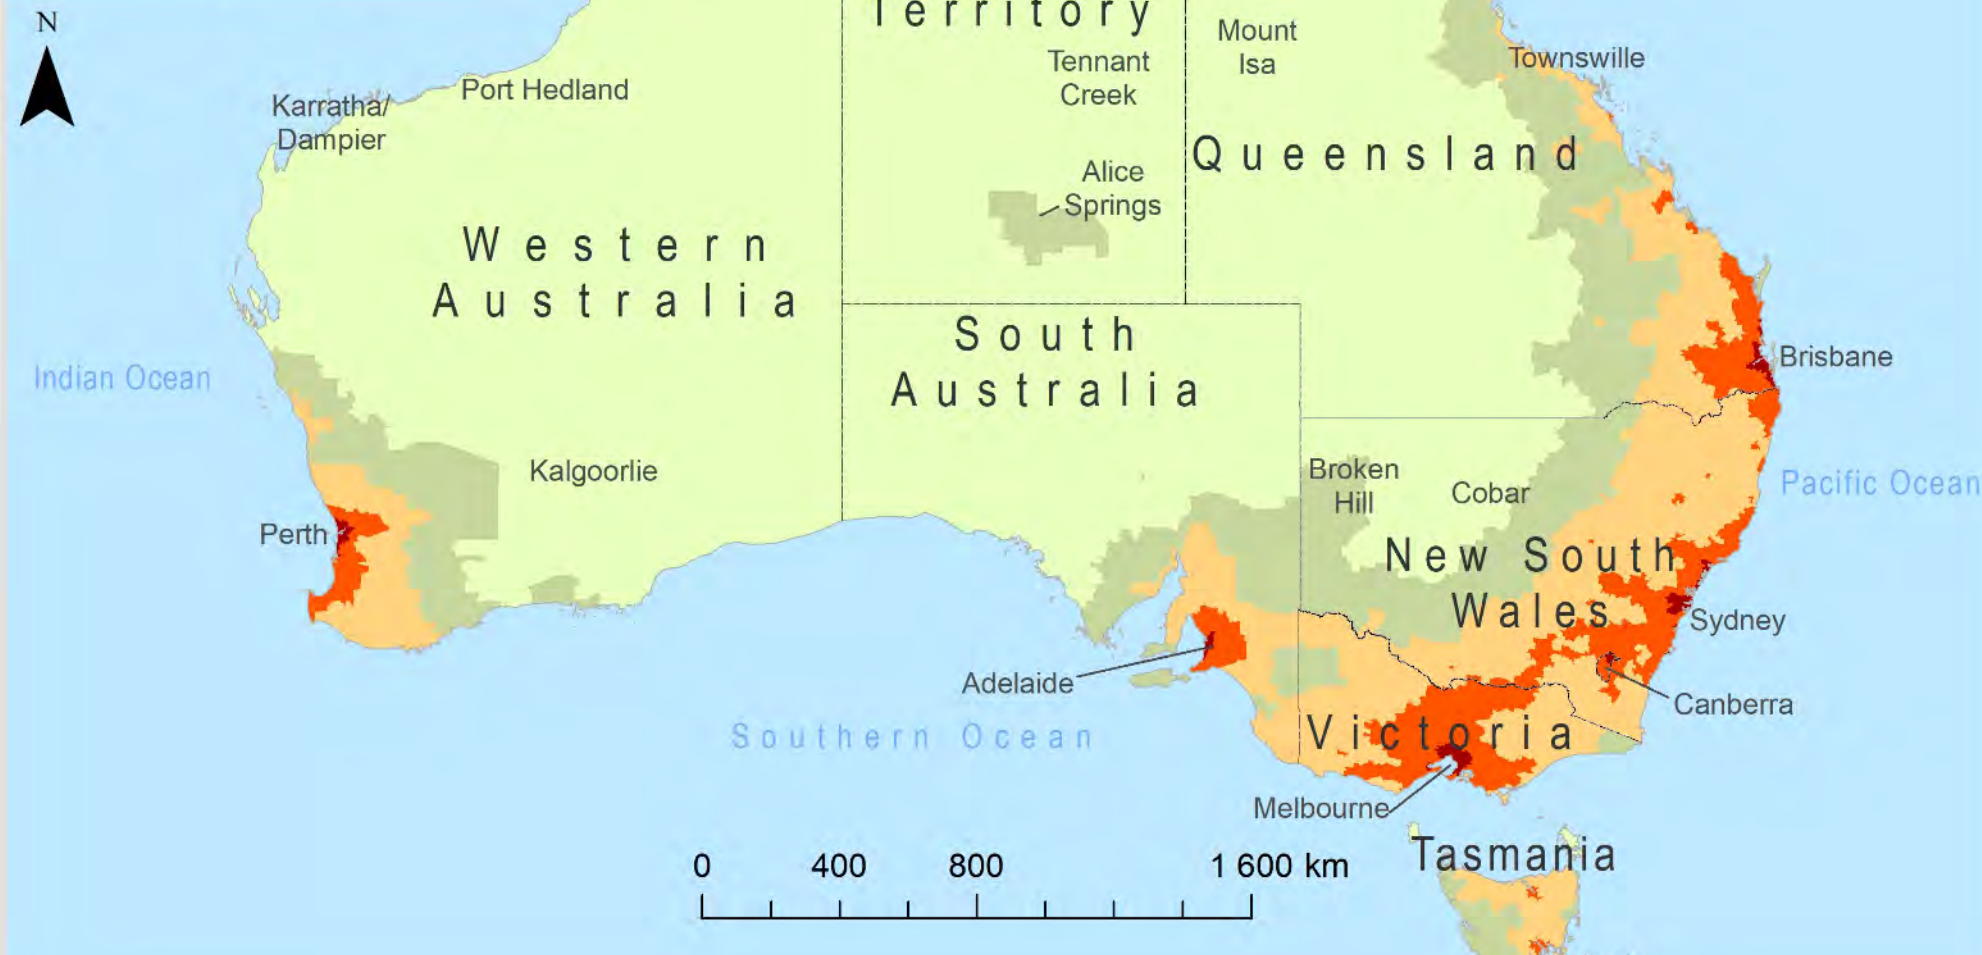 N
Territory
Mount
Isa
Townswille
Tennant
Creek
Port Hedland
Karratha/
Dampier
Queensland
Alice
Springs
Western
Australia
South
Australia
Indian Ocean
Brisbane
Kalgoorlie
Broken
Hill
Cobar
Pacific Ocean
Perth
New South
Wales
Sydney
Adelaide
Canberra
Southern Ocean
Victoria
Melbourne
Tasmania
0 400 800 1 600 km